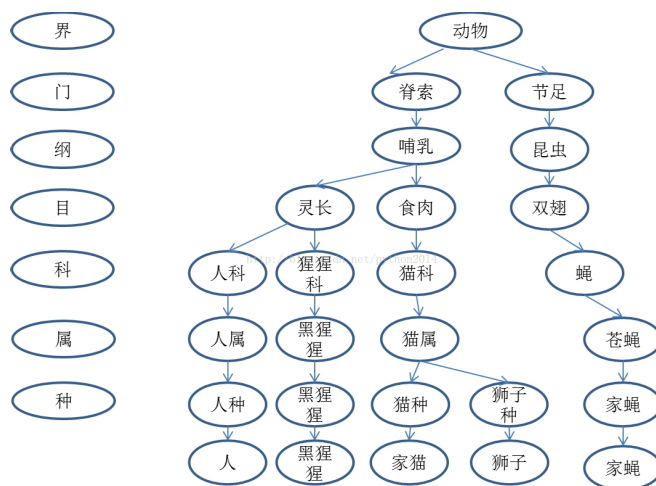 界
动物
门
脊索
节足
纲
哺乳
昆虫
目
灵长
食肉
双翅
科
人科
猩猩
科
猫科
蝇
属
人属
黑猩
猩
猫属
苍蝇
种
人种
黑猩
猩
猫种
狮子
种
家蝇
人
黑猩
猩
家猫
狮子
家蝇